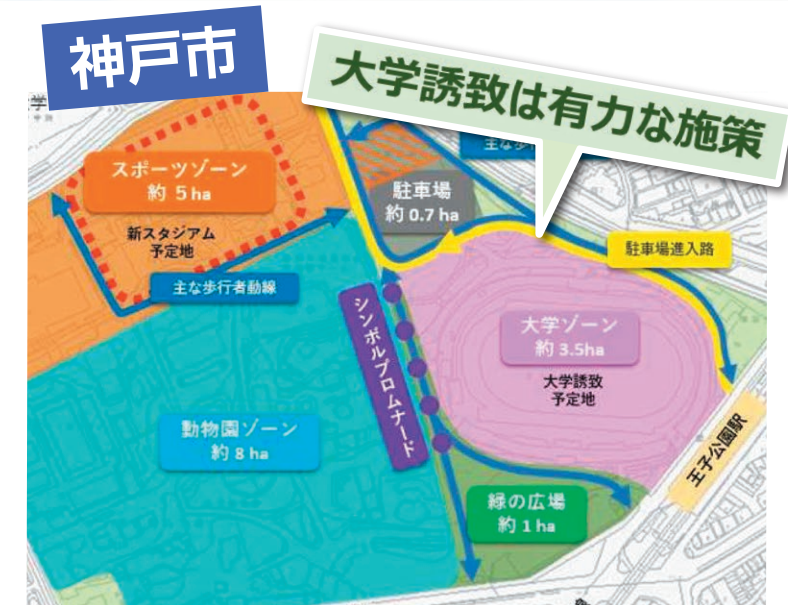 神戸市
大学誘致は有力な施策
学
スポーツゾーン
約 5 ha
新スタジアム
予定地
主な歩行者動線
駐車場
約 0.7 ha
主な歩
駐車場進入路
シンボルプロムナード
大学ゾーン
約 3.5ha
大学誘致
予定地
動物園ゾーン
約 8 ha
王子公園駅
緑の広場
約 1 ha